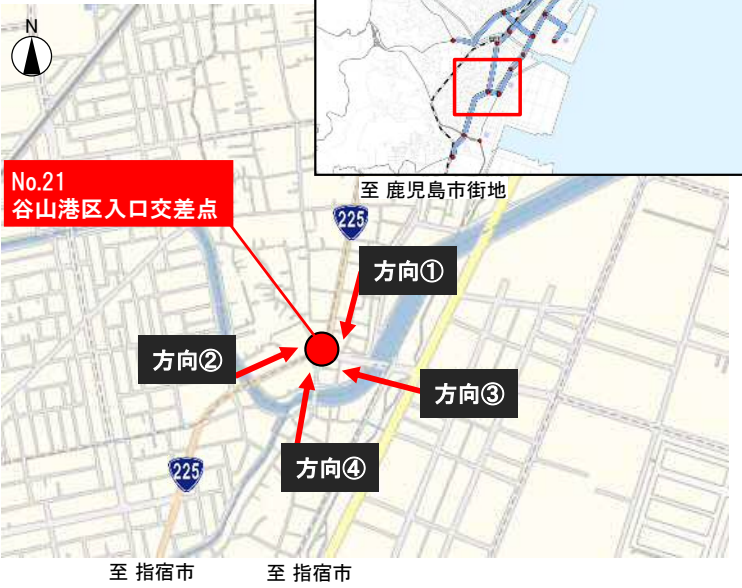 N
至 鹿児島市街地
No.21
谷山港区入口交差点
225
方向①
方向②
方向③
方向④
225
至 指宿市
至 指宿市